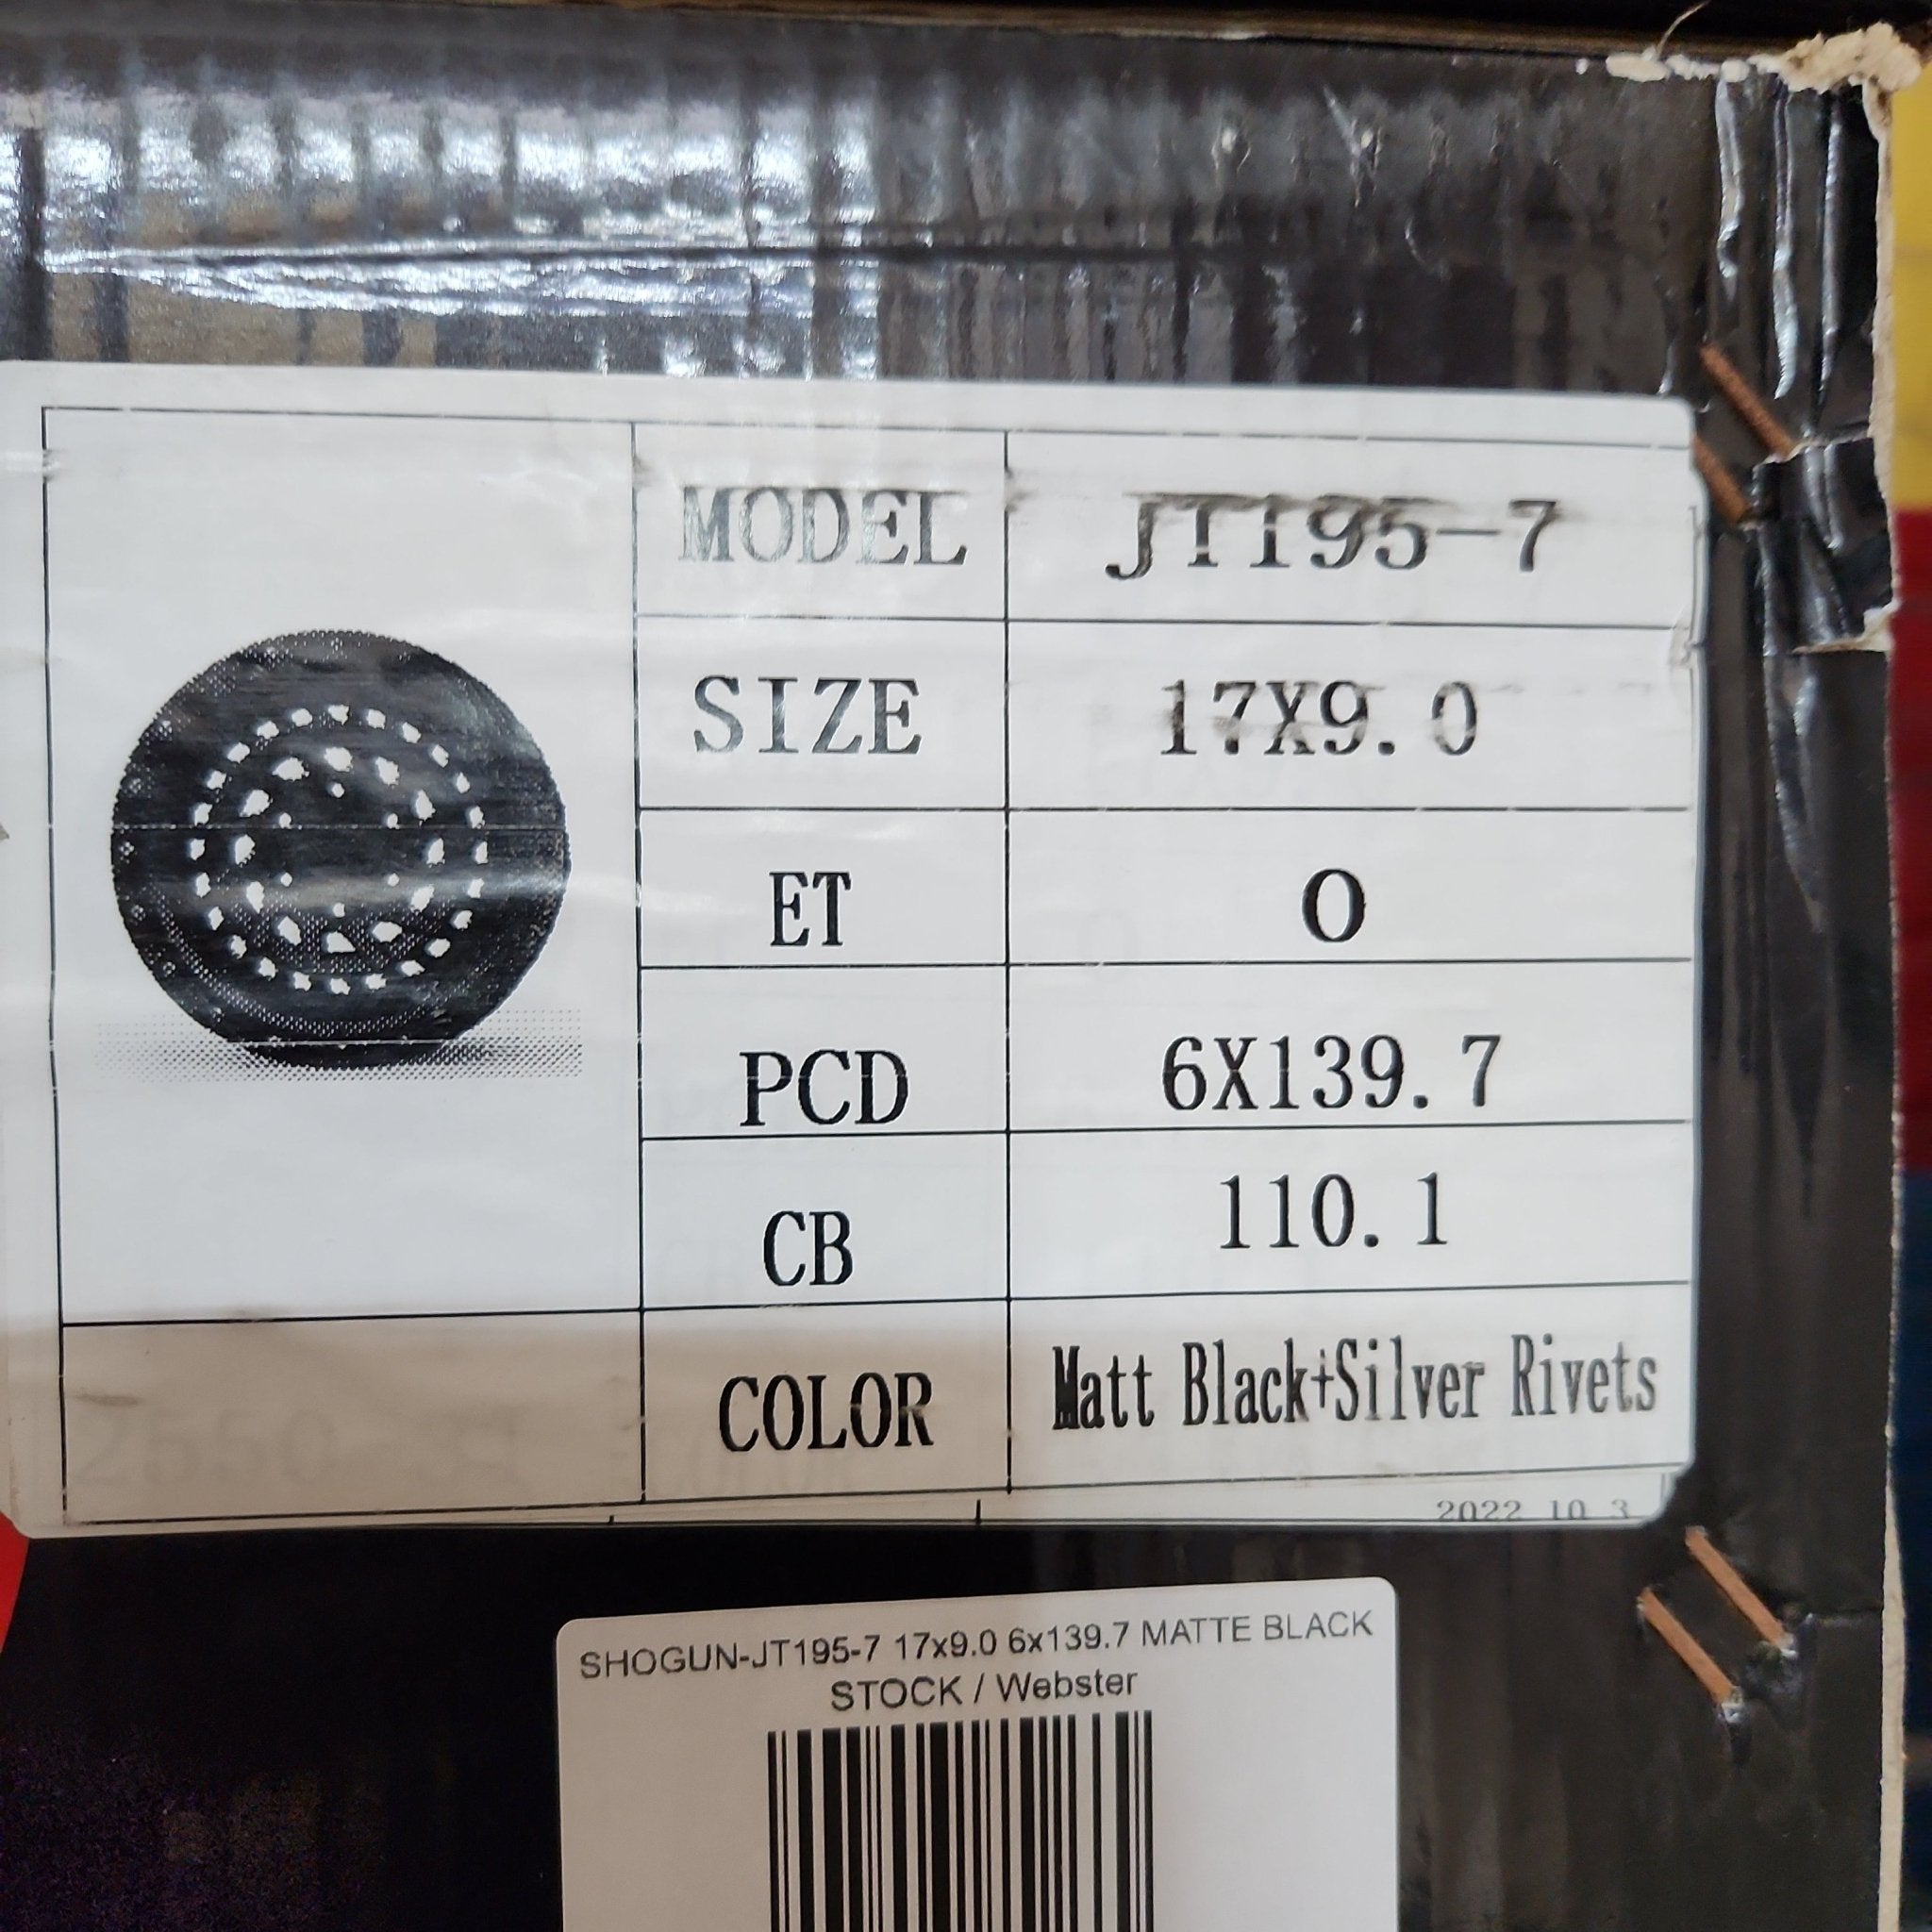 MODEL JT195-7
SIZE 17X9.0
ET 0
PCD 6X139.7
CB 110.1
COLOR Matt Black+Silver Rivets
2022 10 3
SHOGUN-JT195-7 17x9.0 6x139.7 MATTE BLACK
STOCK / Webster